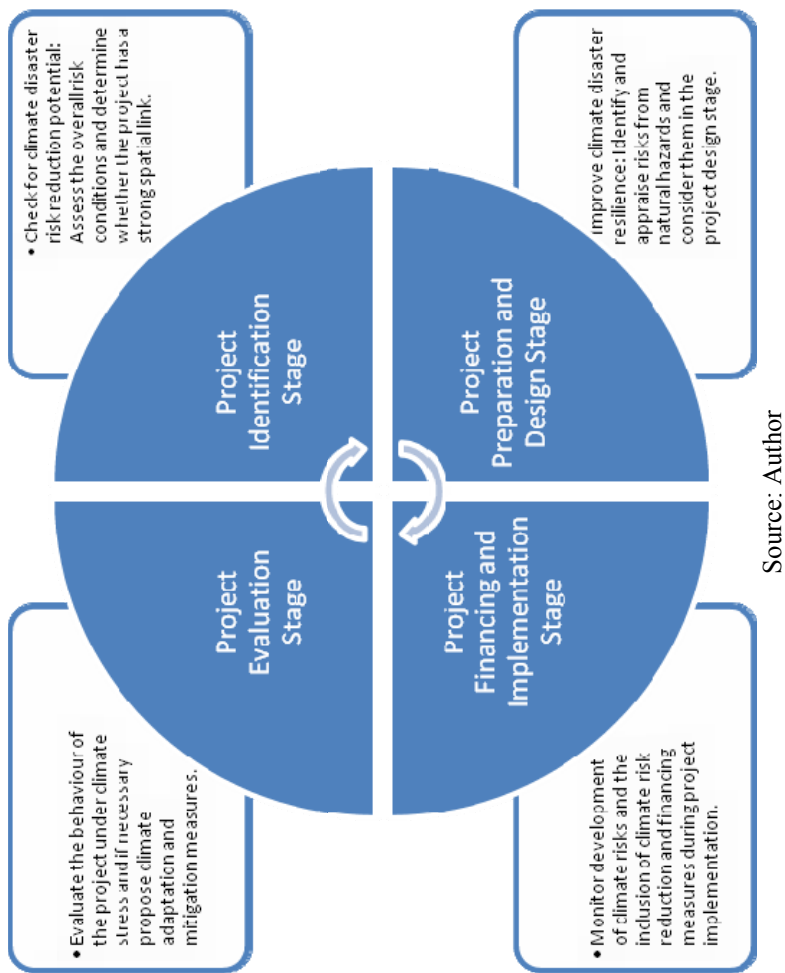 • Evaluate the behaviour of
the project under climate
stress and if necessary
propose climate
adaptation and
mitigation measures.
• Check for climate disaster
risk reduction potential:
Assess the overall risk
conditions and determine
whether the project has a
strong spatial link.
Project
Evaluation
Stage
Project
Identification
Stage
Project
Financing and
Implementation
Stage
Project
Preparation and
Design Stage
• Monitor development
of climate risks and the
inclusion of climate risk
reduction and financing
measures during project
implementation.
Improve climate disaster
resilience: Identify and
appraise risks from
natural hazards and
consider them in the
project design stage.
Source: Author